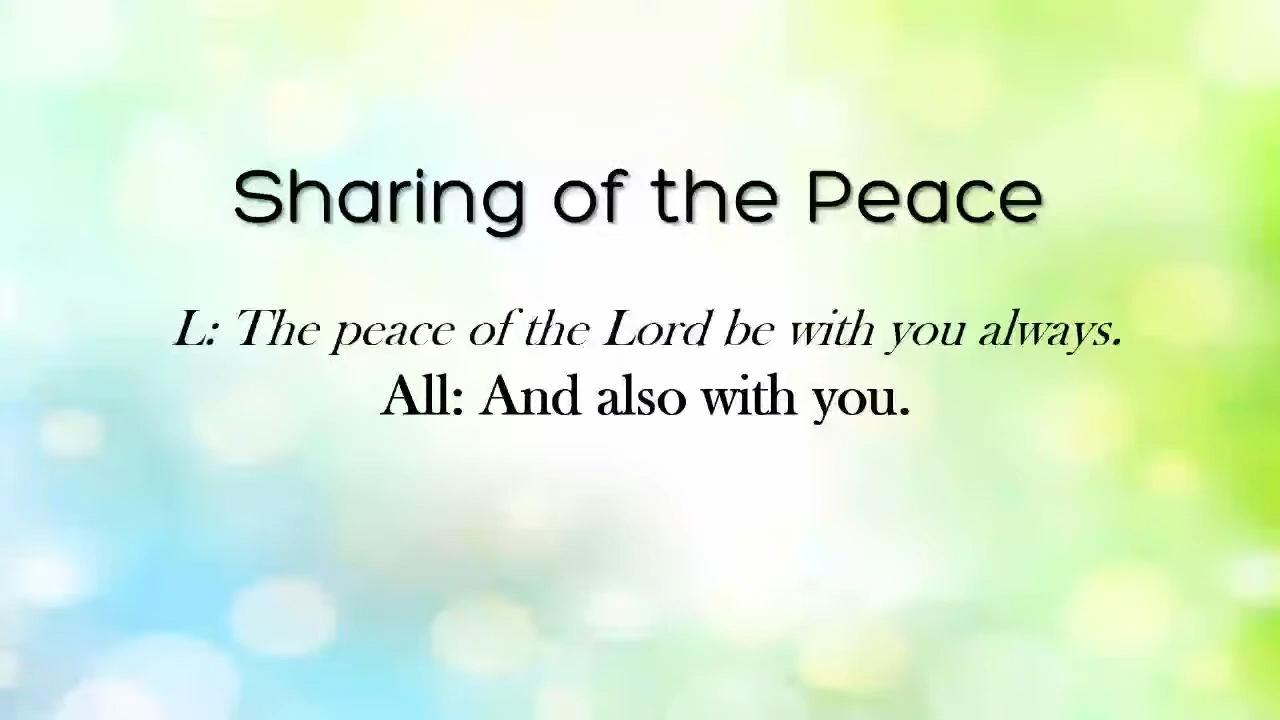 Sharing of the Peace
L: The peace of the Lord be with you always.
All: And also with you.